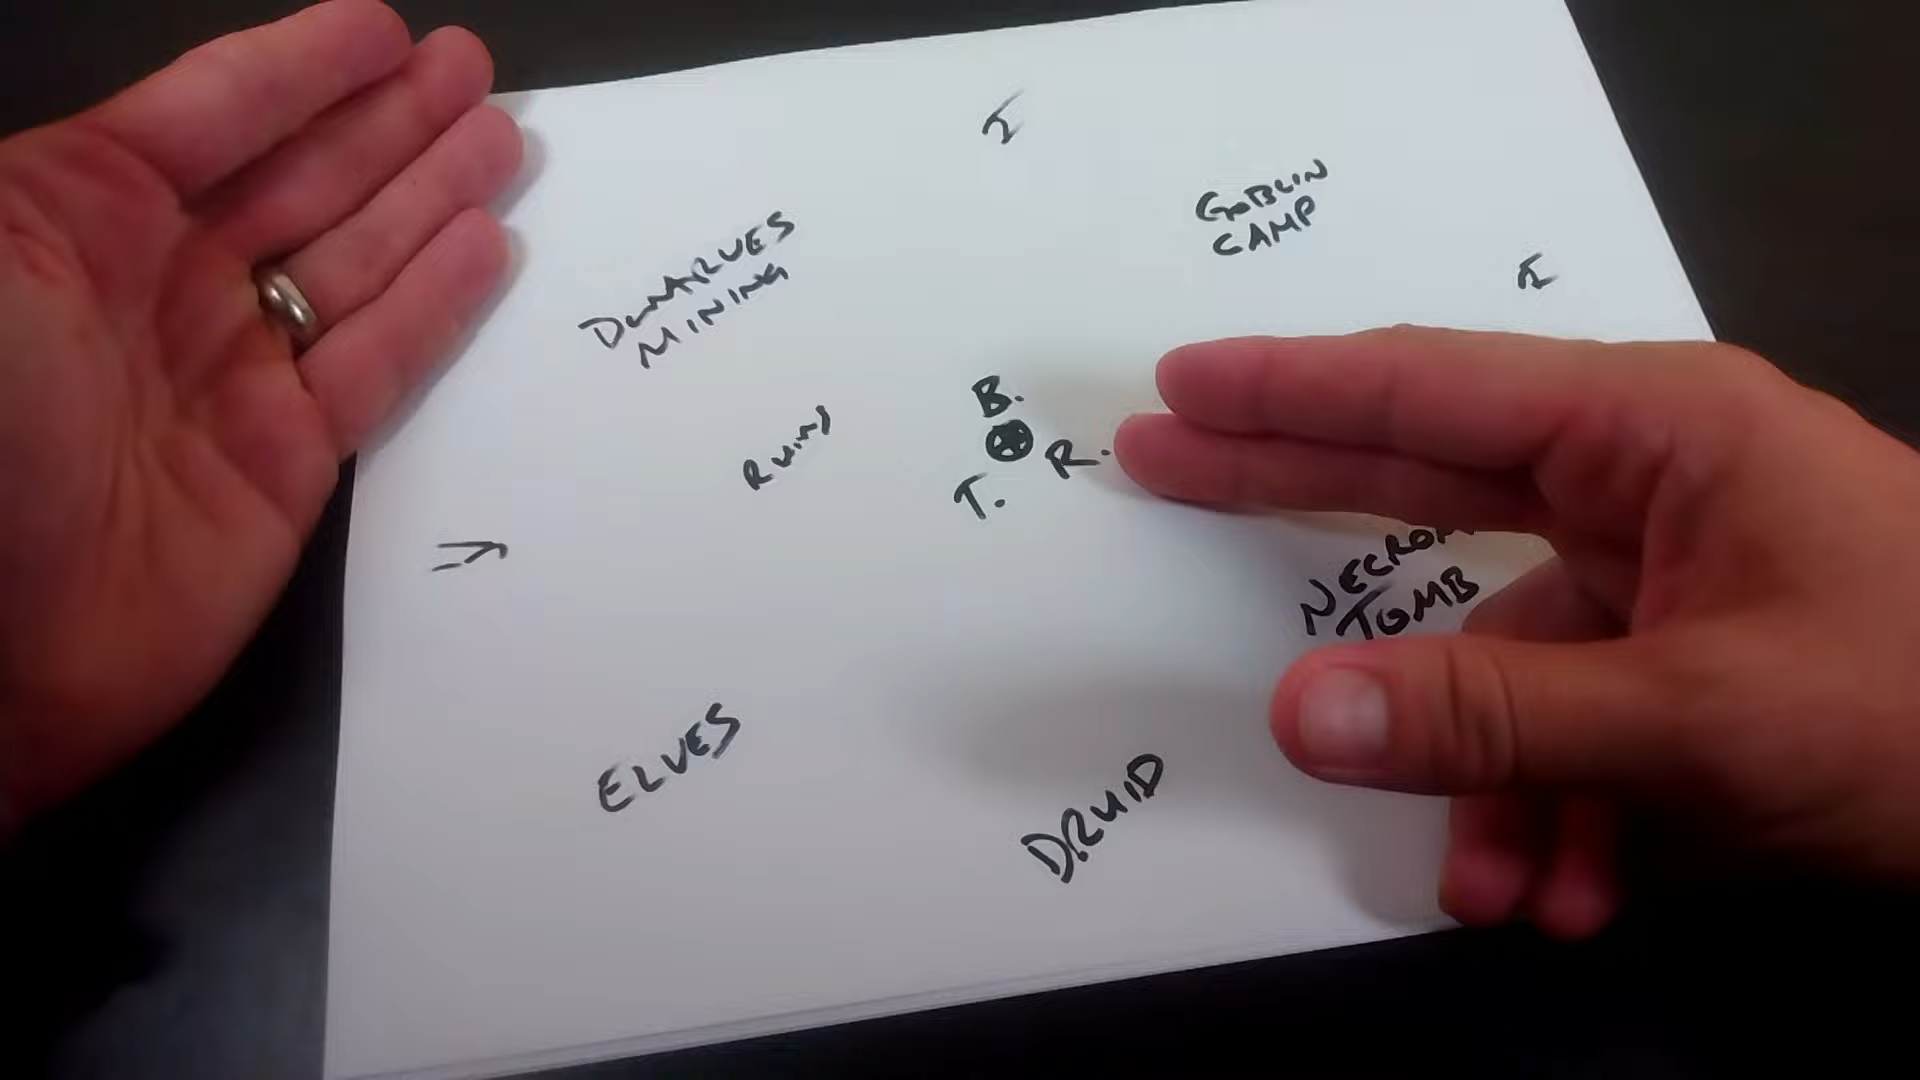 GOBLIN
CAMP
DWARVES
MINING
B.
R.
T.
RUINS
TOMB
ELVES
DRUID